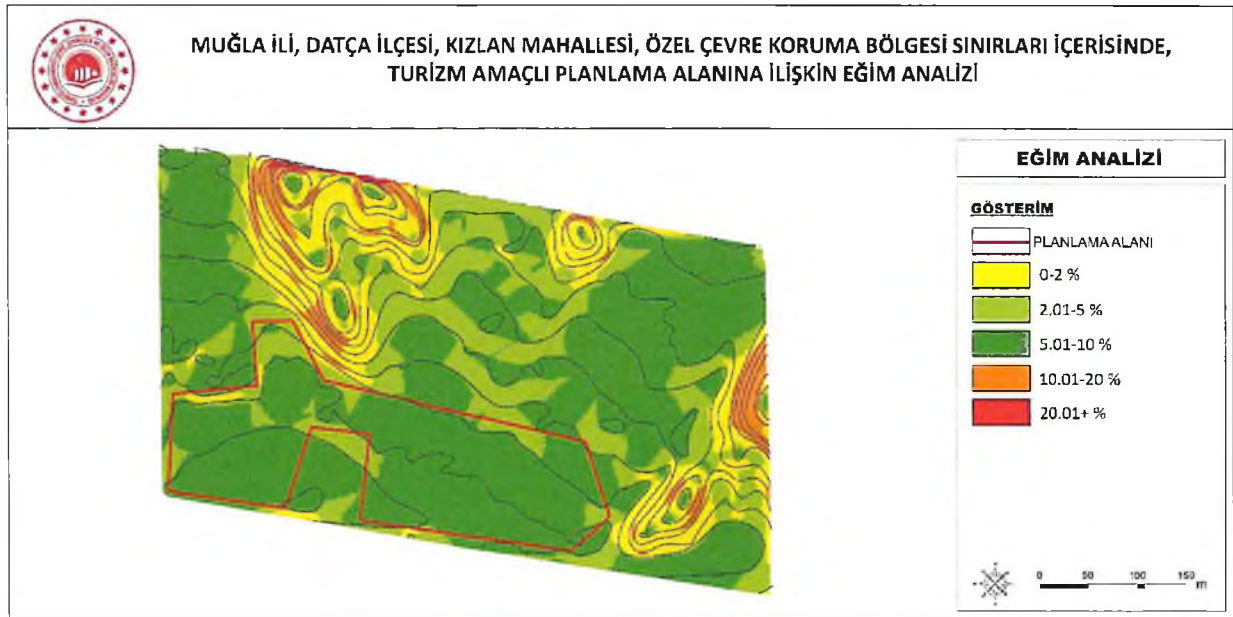 MUĞLA İLİ, DATÇA İLÇESİ, KIZLAN MAHALLESİ, ÖZEL ÇEVRE KORUMA BÖLGESİ SINIRLARI İÇERİSİNDE,
TURİZM AMAÇLI PLANLAMA ALANINA İLİŞKİN EĞİM ANALİZİ
EĞİM ANALİZİ
GÖSTERİM
PLANLAMA ALANI
0-2 %
2.01-5 %
5.01-10 %
10.01-20 %
20.01+ %
0 50 100 150 m